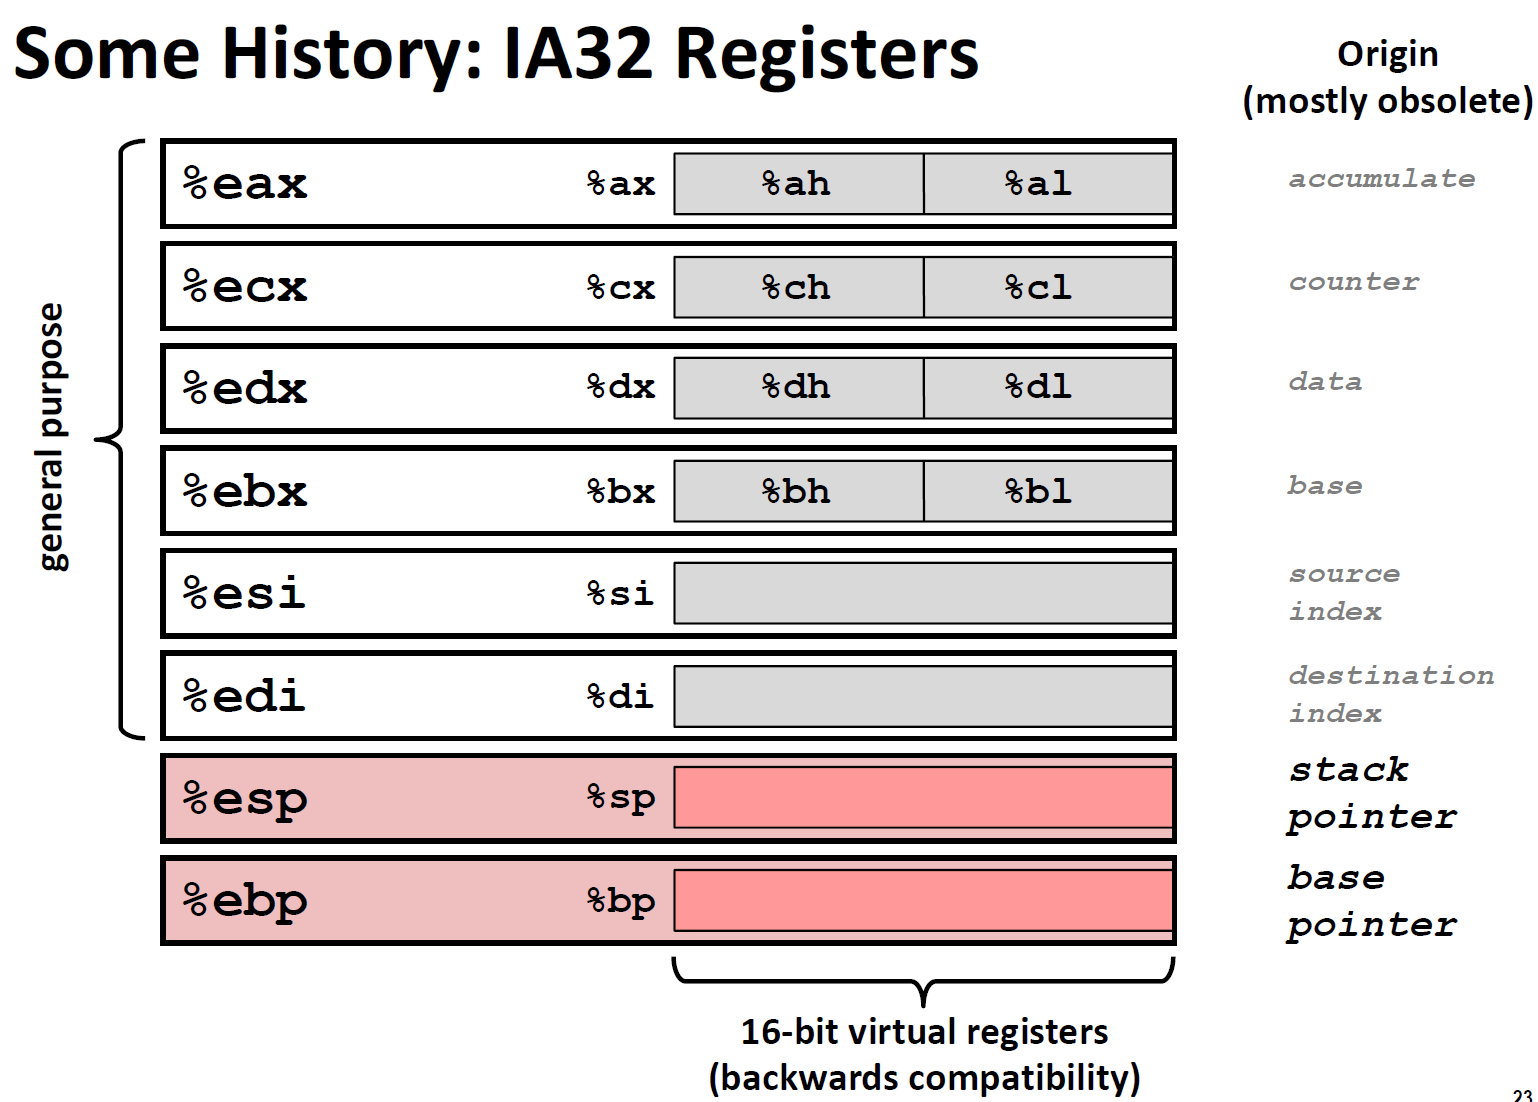 Some History: IA32 Registers
Origin
(mostly obsolete)
general purpose
%eax %ax %ah %al accumulate
%ecx %cx %ch %cl counter
%edx %dx %dh %dl data
%ebx %bx %bh %bl base
%esi %si source
index
%edi %di destination
index
%esp %sp stack
pointer
%ebp %bp base
pointer
16-bit virtual registers
(backwards compatibility)
23